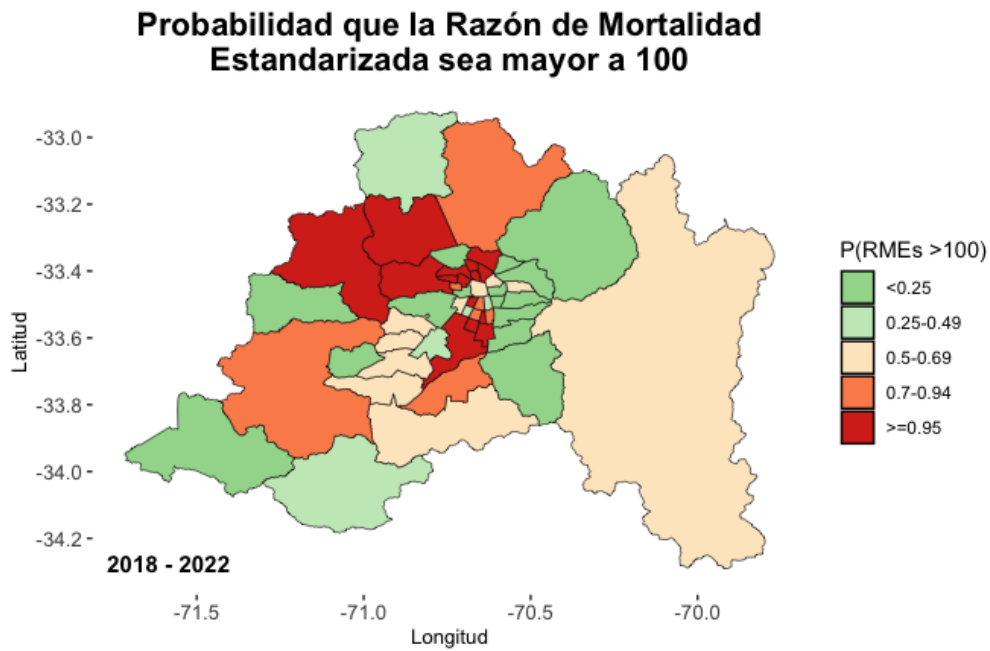 Probabilidad que la Razón de Mortalidad
Estandarizada sea mayor a 100
-33.0
-33.2
-33.4
-33.6
-33.8
-34.0
-34.2
Latitud
2018 - 2022
-71.5
-71.0
-70.5
-70.0
Longitud
P(RMEs >100)
<0.25
0.25-0.49
0.5-0.69
0.7-0.94
>=0.95